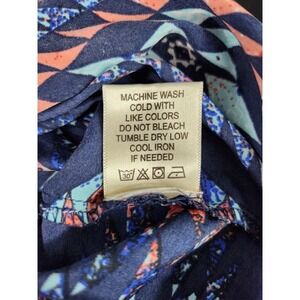 MACHINE WASH
COLD WITH
LIKE COLORS
DO NOT BLEACH
TUMBLE DRY LOW
COOL IRON
IF NEEDED